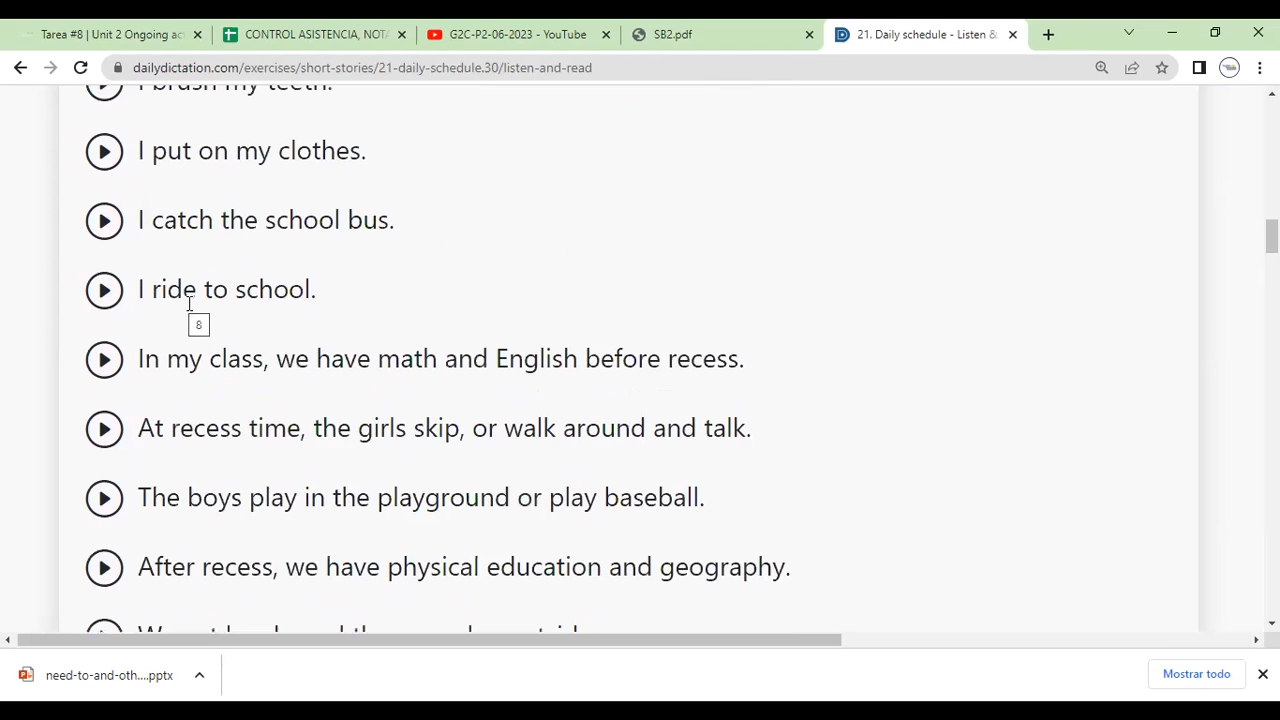 Tarea #8 | Unit 2 Ongoing ac
CONTROL ASISTENCIA, NOTA
G2C-P2-06-2023 - YouTube
SB2.pdf
21. Daily schedule - Listen &
dailydictation.com/exercises/short-stories/21-daily-schedule.30/listen-and-read
I brush my teeth.
I put on my clothes.
I catch the school bus.
I ride to school.
8
In my class, we have math and English before recess.
At recess time, the girls skip, or walk around and talk.
The boys play in the playground or play baseball.
After recess, we have physical education and geography.
need-to-and-oth....pptx
Mostrar todo